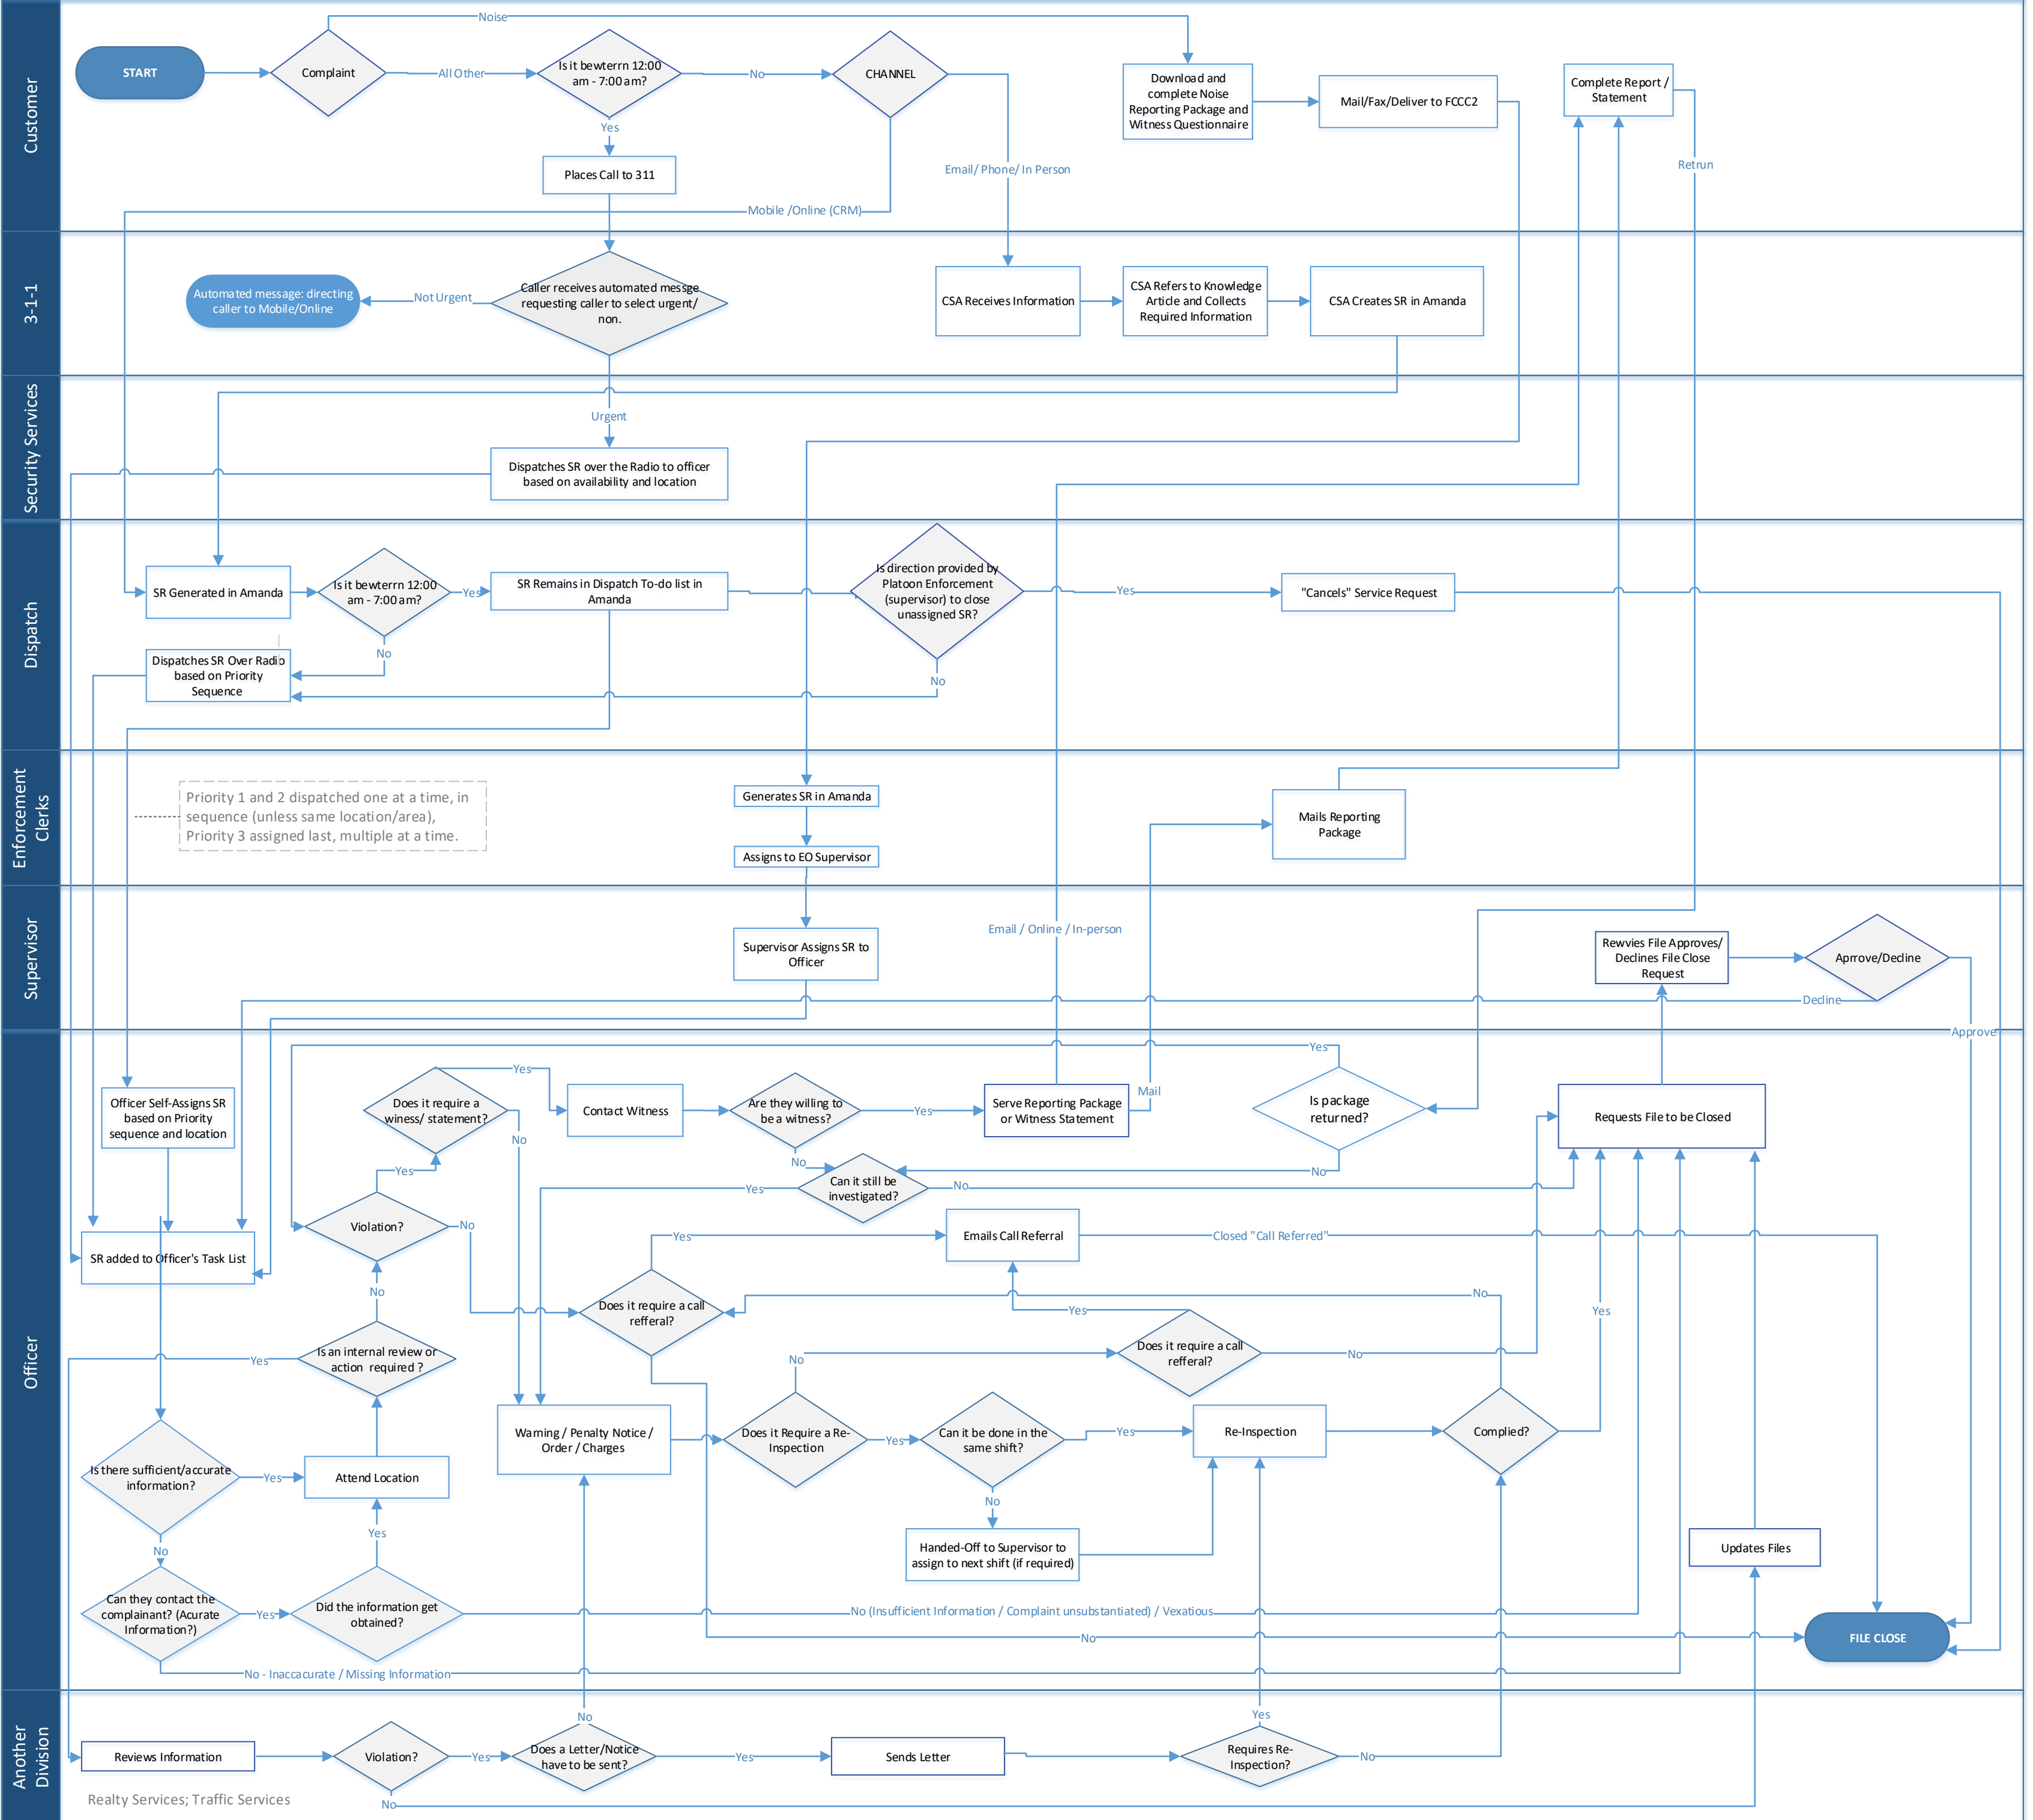 Customer
Noise
START
Complaint
All Other
Is it bewterrn 12:00
am - 7:00 am?
No
CHANNEL
Download and
complete Noise
Reporting Package and
Witness Questionnaire
Mail/Fax/Deliver to FCCC2
Complete Report /
Statement
Yes
Places Call to 311
Email/ Phone/ In Person
Retrun
Mobile /Online (CRM)
3-1-1
Automated message: directing
caller to Mobile/Online
Not Urgent
Caller receives automated messge
requesting caller to select urgent/
non.
CSA Receives Information
CSA Refers to Knowledge
Article and Collects
Required Information
CSA Creates SR in Amanda
Security Services
Urgent
Dispatches SR over the Radio to officer
based on availability and location
Dispatch
SR Generated in Amanda
Is it bewterrn 12:00
am - 7:00 am?
Yes
SR Remains in Dispatch To-do list in
Amanda
Is direction provided by
Platoon Enforcement
(supervisor) to close
unassigned SR?
Yes
"Cancels" Service Request
No
Dispatches SR Over Radio
based on Priority
Sequence
No
Enforcement
Clerks
Priority 1 and 2 dispatched one at a time, in
sequence (unless same location/area),
Priority 3 assigned last, multiple at a time.
Generates SR in Amanda
Assigns to EO Supervisor
Mails Reporting
Package
Supervisor
Supervisor Assigns SR to
Officer
Email / Online / In-person
Rewvies File Approves/
Declines File Close
Request
Aprrove/Decline
Decline
Approve
Officer
Yes
Officer Self-Assigns SR
based on Priority
sequence and location
Does it require a
winess/ statement?
Yes
Contact Witness
Are they willing to
be a witness?
Yes
Serve Reporting Package
or Witness Statement
Mail
Is package
returned?
Requests File to be Closed
No
Yes
No
No
Can it still be
investigated?
Yes
No
Violation?
No
SR added to Officer's Task List
Yes
Emails Call Referral
Closed "Call Referred"
No
Does it require a call
refferal?
No
Yes
Yes
Is an internal review or
action required ?
Yes
No
Does it require a call
refferal?
No
Warning / Penalty Notice /
Order / Charges
Does it Require a Re-
Inspection
Yes
Can it be done in the
same shift?
Yes
Re-Inspection
Complied?
Is there sufficient/accurate
information?
Yes
Attend Location
No
Yes
Handed-Off to Supervisor to
assign to next shift (if required)
Updates Files
No
Can they contact the
complainant? (Acurate
Information?)
Yes
Did the information get
obtained?
No (Insufficient Information / Complaint unsubstantiated) / Vexatious
No
FILE CLOSE
No - Inaccacurate / Missing Information
Another
Division
No
Yes
Reviews Information
Violation?
Yes
Does a Letter/Notice
have to be sent?
Yes
Sends Letter
Requires Re-
Inspection?
No
Realty Services; Traffic Services
No